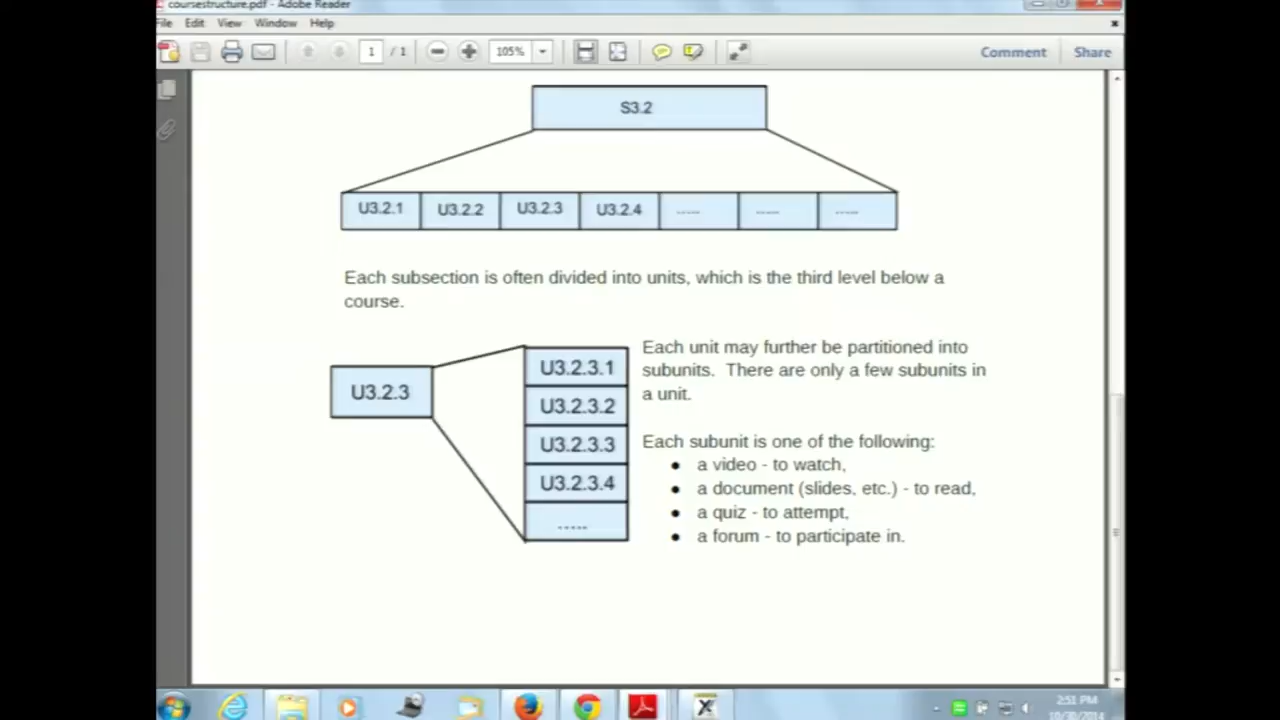 coursestructure.pdf - Adobe Reader
File Edit View Window Help
1 / 1 105% Comment Share
S3.2
U3.2.1 U3.2.2 U3.2.3 U3.2.4 ..... ..... .....
Each subsection is often divided into units, which is the third level below a
course.
U3.2.3
U3.2.3.1
U3.2.3.2
U3.2.3.3
U3.2.3.4
.....
Each unit may further be partitioned into
subunits. There are only a few subunits in
a unit.
Each subunit is one of the following:
● a video - to watch,
● a document (slides, etc.) - to read,
● a quiz - to attempt,
● a forum - to participate in.
2:51 PM